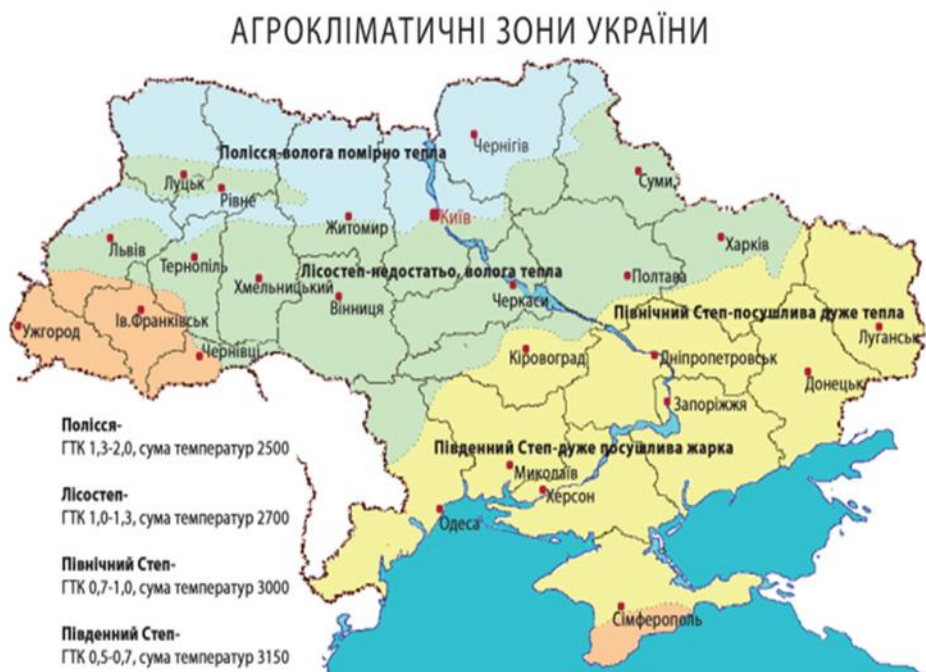 АГРОКЛІМАТИЧНІ ЗОНИ УКРАЇНИ
Чернігів
Полісся-волога помірно тепла
Луцьк
Суми
Рівне
Київ
Житомир
Львів
Харків
Тернопіль
Лісостеп-недостатьо, волога тепла
Полтава
Хмельницький
Черкаси
Вінниця
Північний Степ-посушлива дуже тепла
Ів.Франківськ
Ужгород
Луганськ
Чернівці
Кіровоград
Дніпропетровськ
Донецьк
Запоріжжя
Полісся-
ГТК 1,3-2,0, сума температур 2500
Південний Степ-дуже посушлива жарка
Миколаїв
Херсон
Лісостеп-
ГТК 1,0-1,3, сума температур 2700
Одеса
Північний Степ-
ГТК 0,7-1,0, сума температур 3000
Сімферополь
Південний Степ-
ГТК 0,5-0,7, сума температур 3150